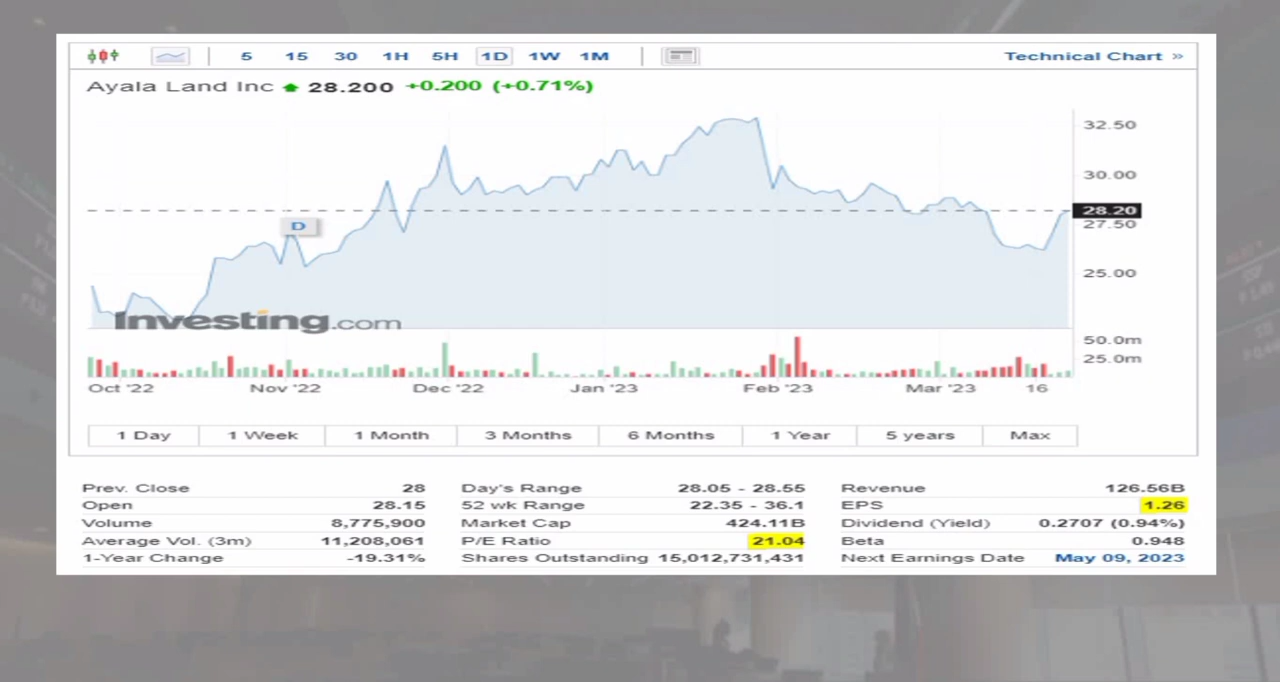 5 15 30 1H 5H 1D 1W 1M Technical Chart »
Ayala Land Inc 28.200 +0.200 (+0.71%)
32.50
30.00
28.20
27.50
D
25.00
Investing.com
50.0m
25.0m
Oct '22 Nov '22 Dec '22 Jan '23 Feb '23 Mar '23 16
1 Day 1 Week 1 Month 3 Months 6 Months 1 Year 5 years Max
Prev. Close 28 Day's Range 28.05 - 28.55 Revenue 126.56B
Open 28.15 52 wk Range 22.35 - 36.1 EPS 1.26
Volume 8,775,900 Market Cap 424.11B Dividend (Yield) 0.2707 (0.94%)
Average Vol. (3m) 11,208,061 P/E Ratio 21.04 Beta 0.948
1-Year Change -19.31% Shares Outstanding 15,012,731,431 Next Earnings Date May 09, 2023